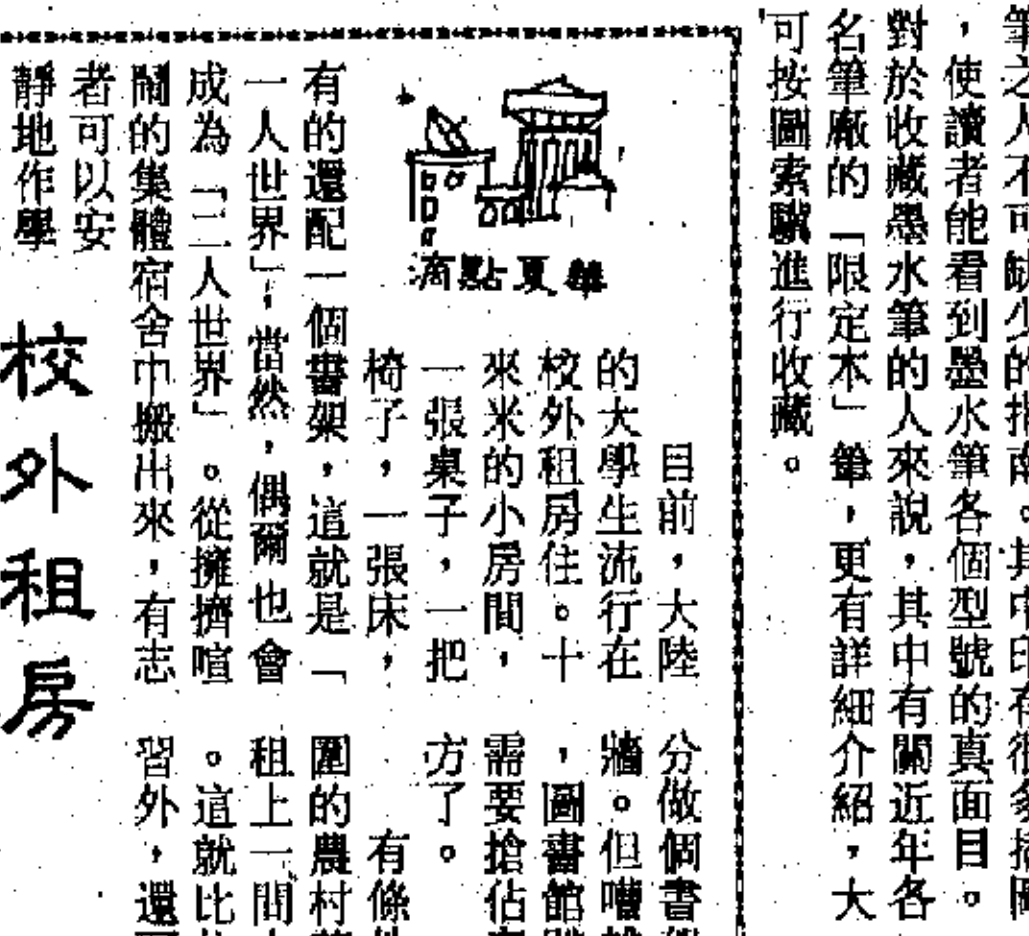 筆之人不可缺少的指南。其中印有很多插圖
，使讀者能看到墨水筆各個型號的真面目。
對於收藏墨水筆的人來說，其中有關近年各
名筆廠的「限定本」筆，更有詳細介紹，大
可按圖索驥進行收藏。
華夏點滴
校外租房
目前，大陸
的大學生流行在
校外租房住。十
來米的小房間，
一張桌子，一把
椅子，一張床，
有的還配一個書架，這就是「
一人世界」，當然，偶爾也會
成為「二人世界」。從擁擠喧
鬧的集體宿舍中搬出來，有志
者可以安
靜地作學
分做個書
牆。但嘈
，圖書館
需要搶佔
方了。
有條
圍的農村
租上一間
。這就比
習外，還